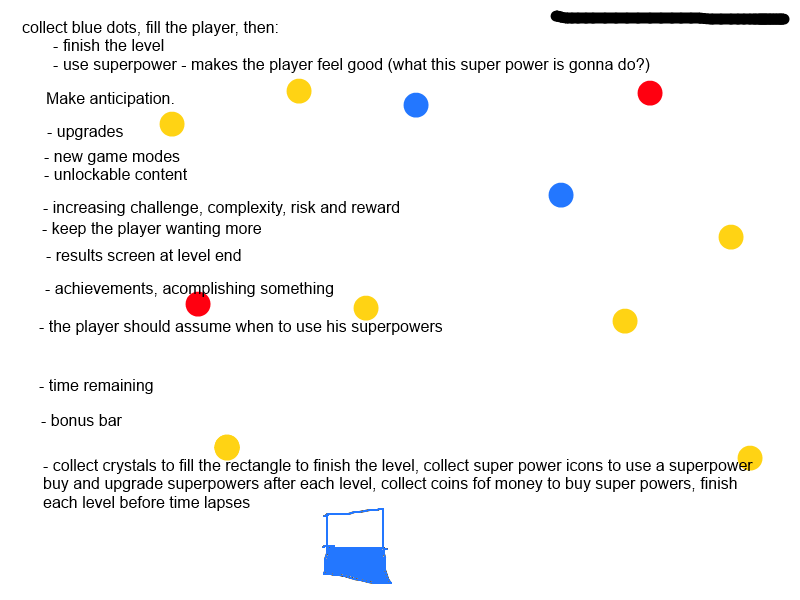 collect blue dots, fill the player, then:
- finish the level
- use superpower - makes the player feel good (what this super power is gonna do?)
Make anticipation.
- upgrades
- new game modes
- unlockable content
- increasing challenge, complexity, risk and reward
- keep the player wanting more
- results screen at level end
- achievements, acomplishing something
- the player should assume when to use his superpowers
- time remaining
- bonus bar
- collect crystals to fill the rectangle to finish the level, collect super power icons to use a superpower
buy and upgrade superpowers after each level, collect coins fof money to buy super powers, finish
each level before time lapses